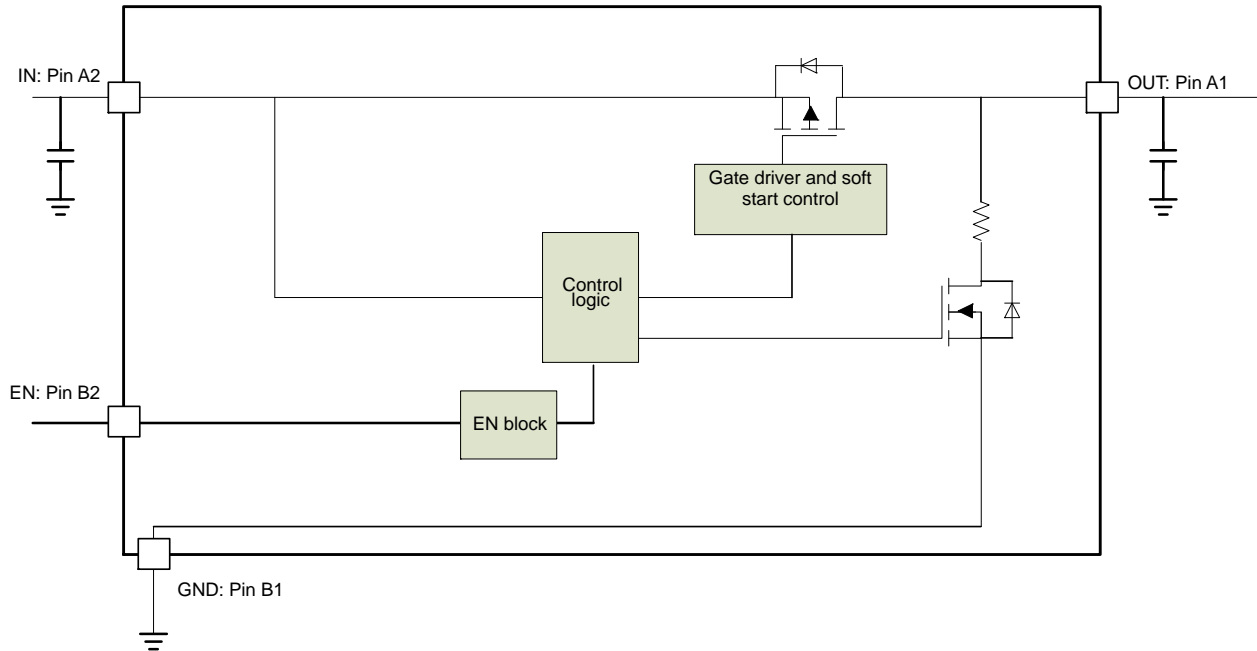 IN: Pin A2
OUT: Pin A1
Gate driver and soft
start control
Control
logic
EN: Pin B2
EN block
GND: Pin B1